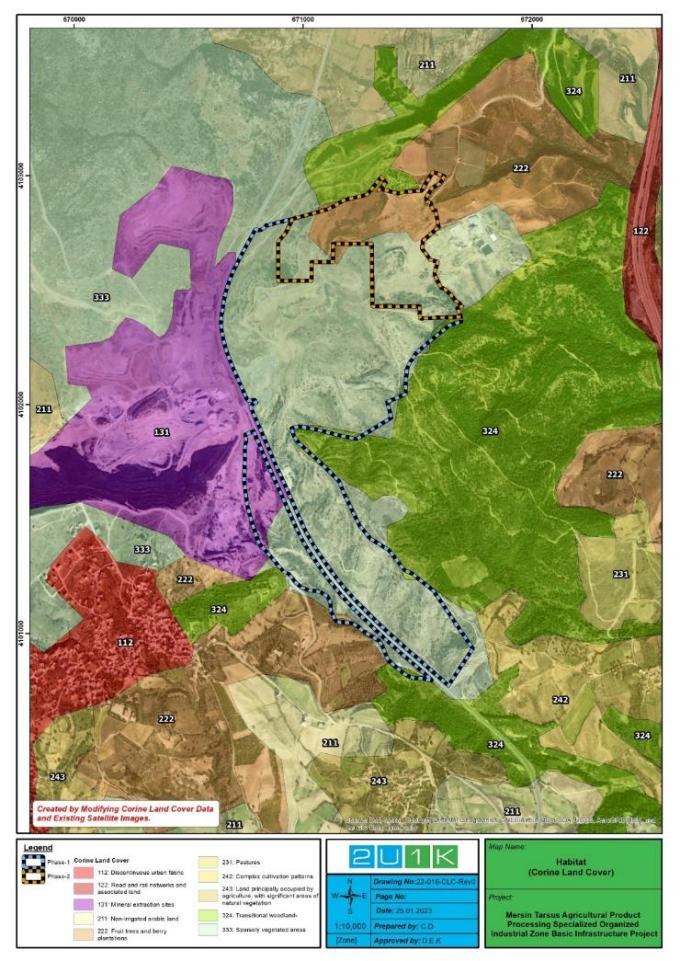 670000
671000
672000
4103000
4102000
4101000
211
324
211
222
122
333
211
131
324
222
333
222
231
324
112
242
222
211
324
324
243
243
211
211
Created by Modifying Corine Land Cover Data
and Existing Satellite Images.
Legend
Phase-1
Phase-2
Corine Land Cover
112: Discontinuous urban fabric
122: Road and rail networks and
associated land
131: Mineral extraction sites
211: Non-irrigated arable land
222: Fruit trees and berry
plantations
231: Pastures
242: Complex cultivation patterns
243: Land principally occupied by
agriculture, with significant areas of
natural vegetation
324: Transitional woodland-
333: Sparsely vegetated areas
2U1K
N
W
E
S
1:10,000
[Zone]
Drawing No:22-016-CLC-Rev0
Page No:
Date: 25.01.2023
Prepared by: C.D
Approved by: D.E.K
Map Name:
Habitat
(Corine Land Cover)
Project:
Mersin Tarsus Agricultural Product
Processing Specialized Organized
Industrial Zone Basic Infrastructure Project